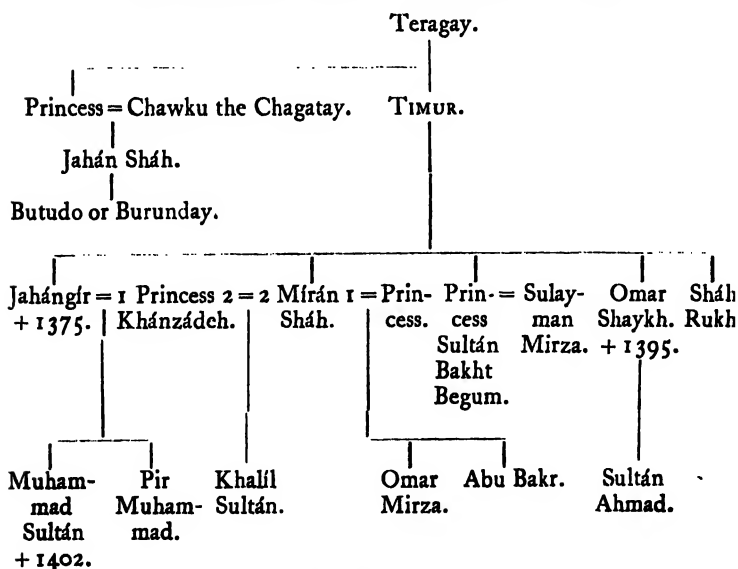 Teragay.
Princess = Chawku the Chagatay. TIMUR.
Jahán Sháh.
Butudo or Burunday.
Jahángír = 1 Princess 2 = 2 Mírán 1 = Prin- Prin- = Sulay- Omar Sháh
+ 1375. Khánzádeh. Sháh. cess. cess man Shaykh. Rukh
Sultán Mirza. + 1395.
Bakht
Begum.
Muham- Pir Khalíl Omar Abu Bakr. Sultán
mad Muham- Sultán. Mirza. Ahmad.
Sultán mad.
+ 1402.